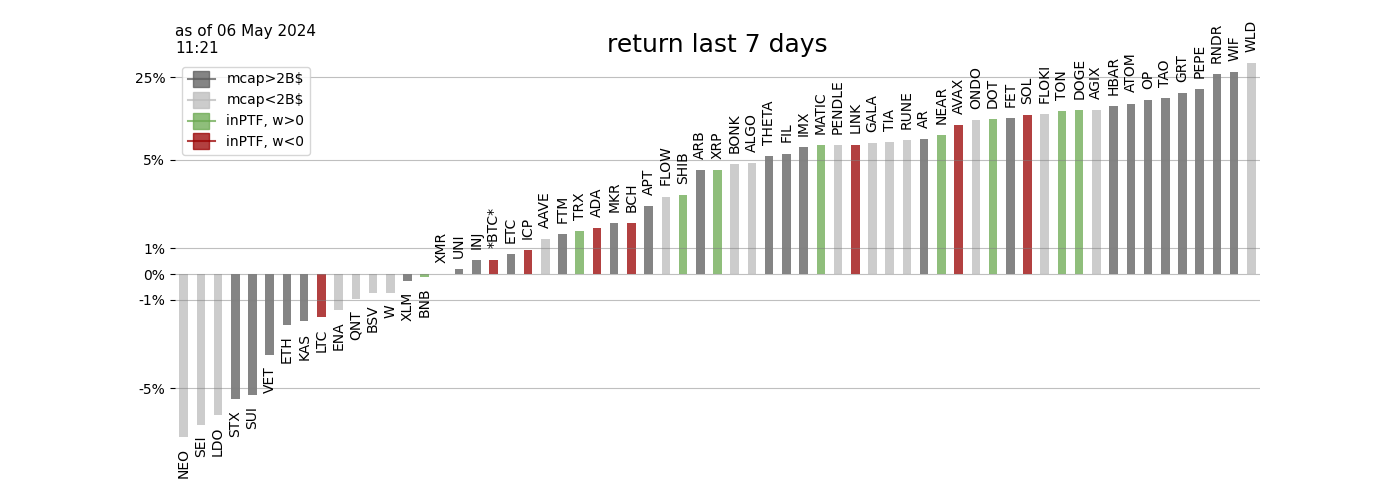 as of 06 May 2024
11:21
return last 7 days
mcap>2B$
mcap<2B$
inPTF, w>0
inPTF, w<0
25%
5%
1%
0%
-1%
-5%
NEO
SEI
LDO
STX
SUI
VET
ETH
KAS
LTC
ENA
QNT
BSV
W
XLM
BNB
XMR
UNI
INJ
*BTC*
ETC
ICP
AAVE
FTM
TRX
ADA
MKR
BCH
APT
FLOW
SHIB
ARB
XRP
BONK
ALGO
THETA
FIL
IMX
MATIC
PENDLE
LINK
GALA
TIA
RUNE
AR
NEAR
AVAX
ONDO
DOT
FET
SOL
FLOKI
TON
DOGE
AGIX
HBAR
ATOM
OP
TAO
GRT
PEPE
RNDR
WIF
WLD